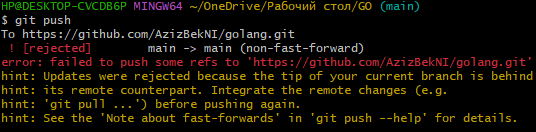 HP@DESKTOP-CVCDB6P MINGW64 ~/OneDrive/Рабочий стол/GO (main)
$ git push
To https://github.com/AzizBekNI/golang.git
 ! [rejected]        main -> main (non-fast-forward)
error: failed to push some refs to 'https://github.com/AzizBekNI/golang.git'
hint: Updates were rejected because the tip of your current branch is behind
hint: its remote counterpart. Integrate the remote changes (e.g.
hint: 'git pull ...') before pushing again.
hint: See the 'Note about fast-forwards' in 'git push --help' for details.